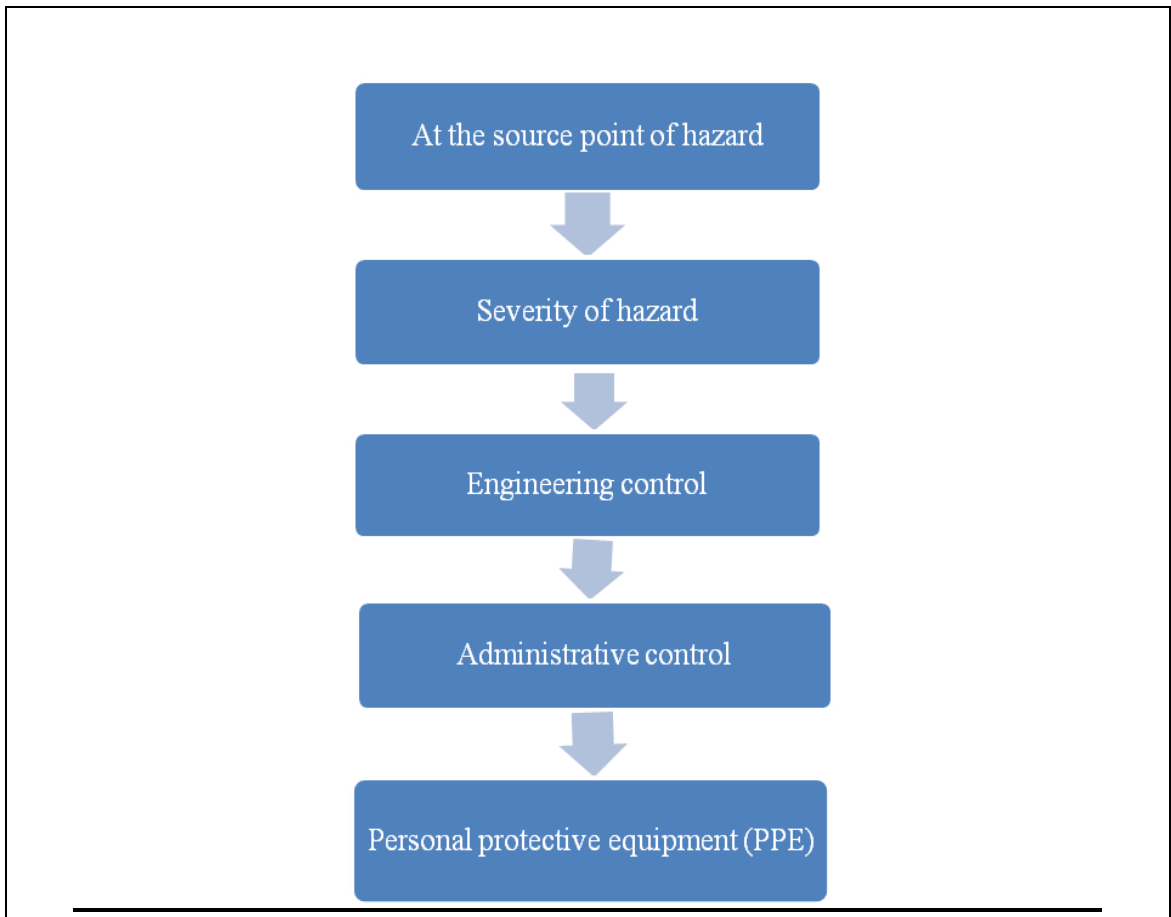 At the source point of hazard
Severity of hazard
Engineering control
Administrative control
Personal protective equipment (PPE)